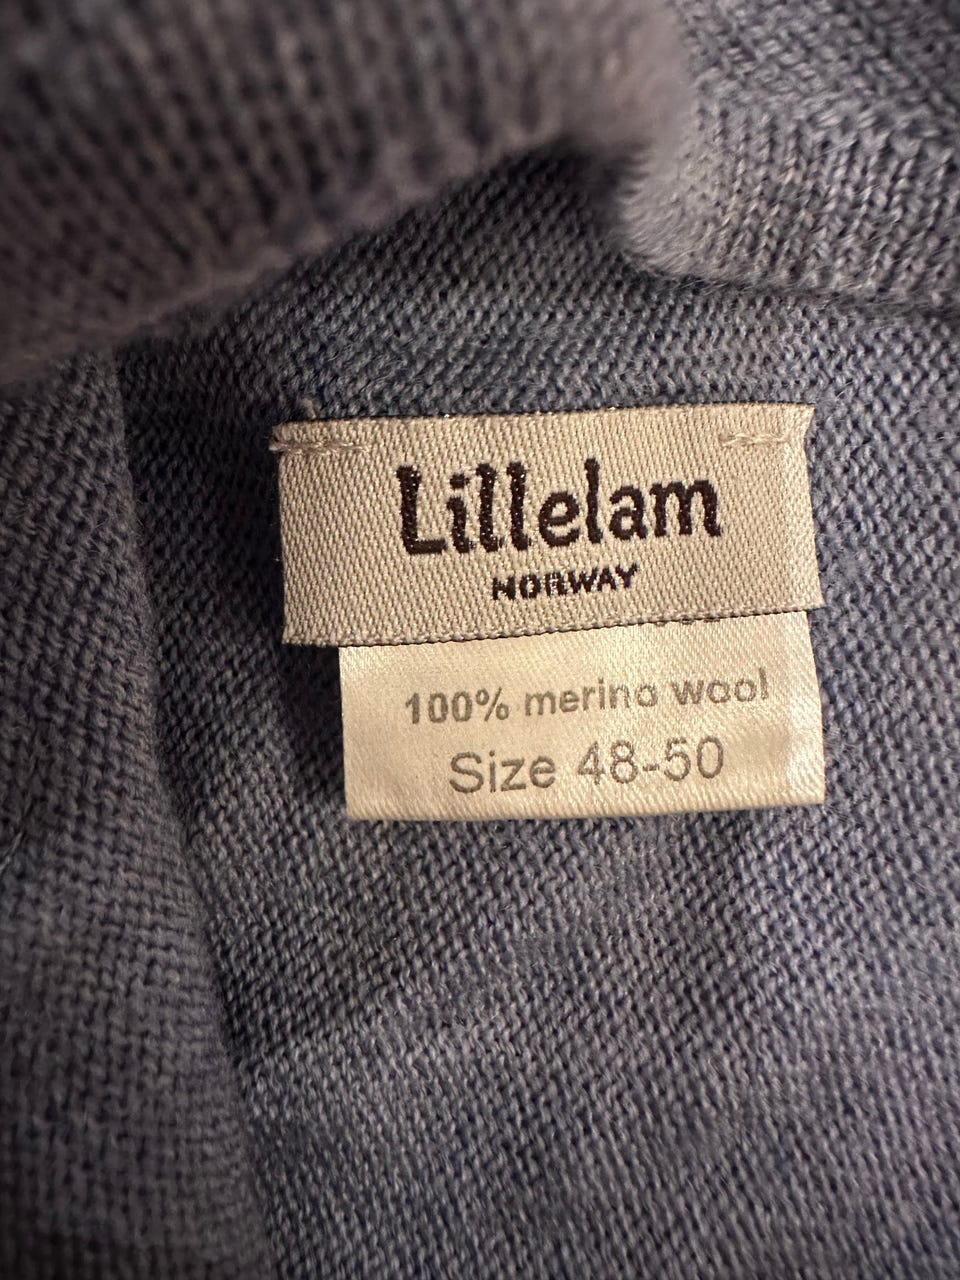 Lillelam
NORWAY
100% merino wool
Size 48-50